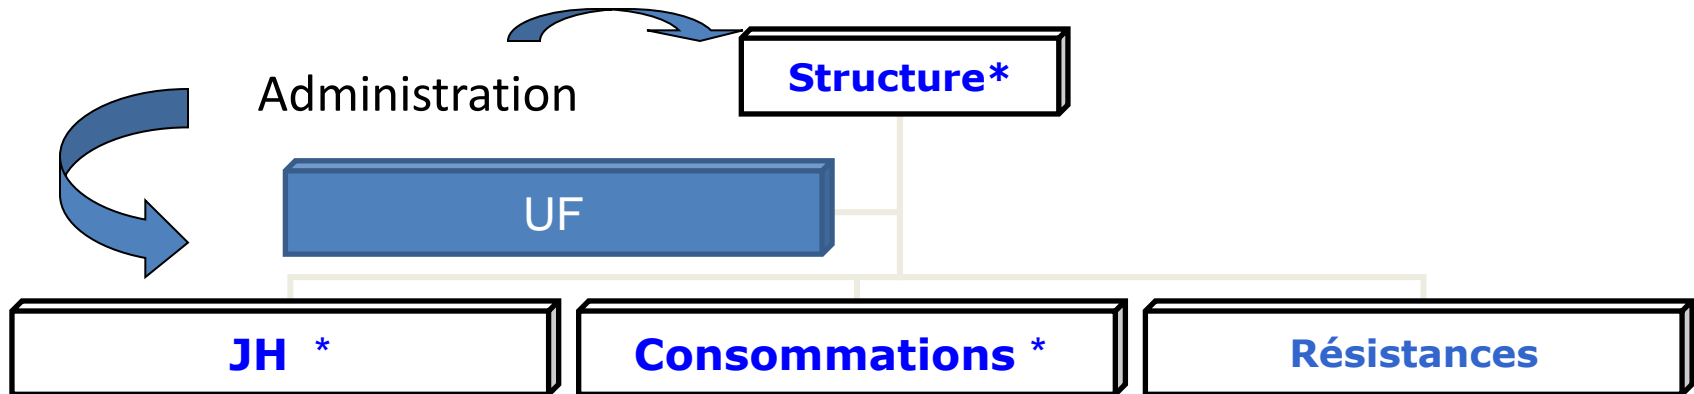 Structure*
Administration
UF
JH *
Consommations *
Résistances